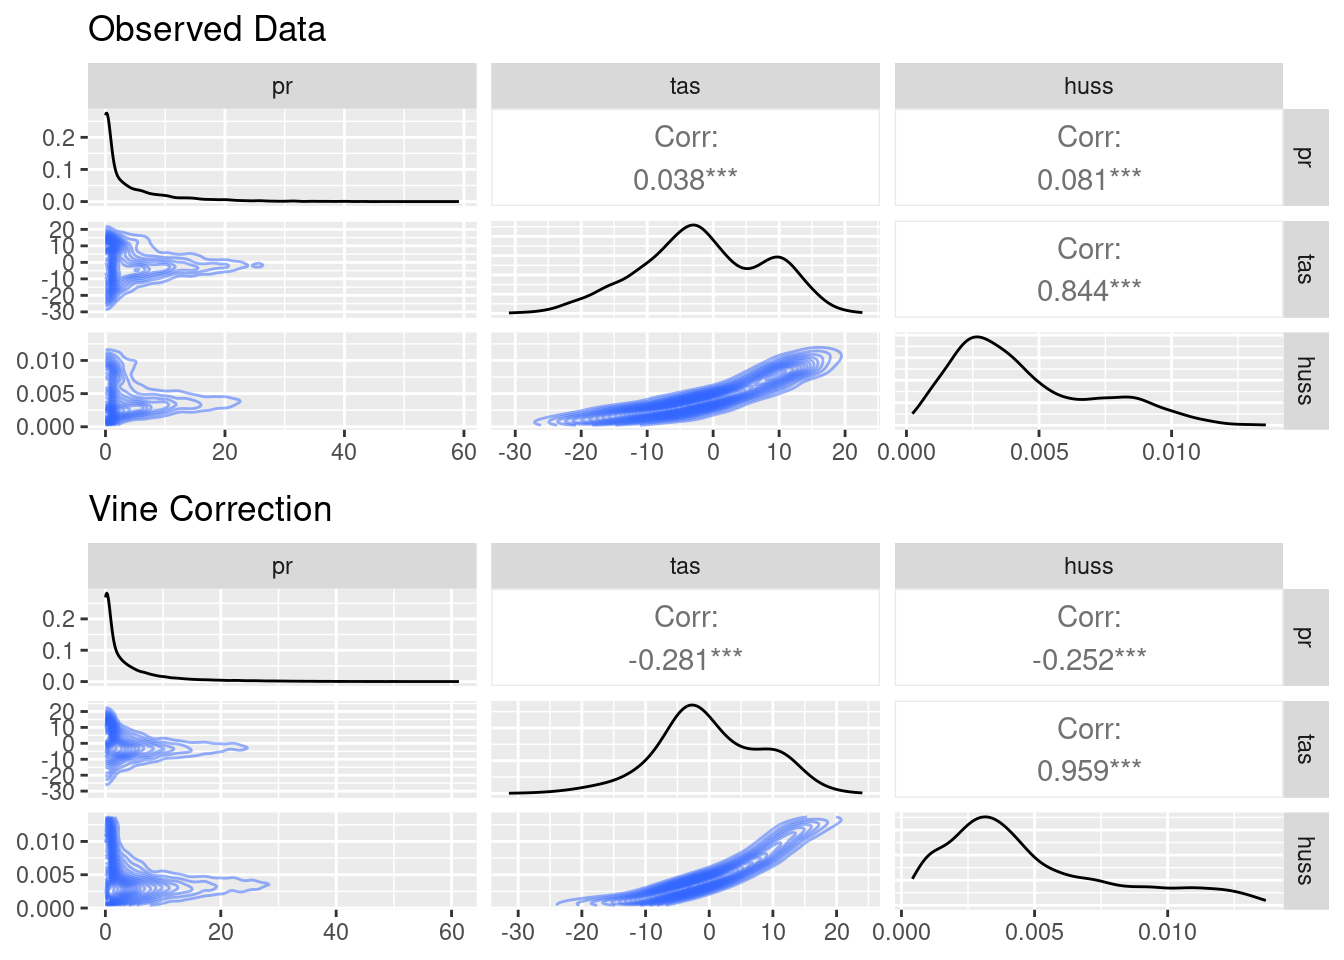 Observed Data
pr tas huss
0.2
0.1
0.0
Corr:
0.038***
Corr:
0.081***
pr
20
10
0
-10
-20
-30
Corr:
0.844***
tas
0.010
0.005
0.000
huss
0 20 40 60 -30 -20 -10 0 10 20 0.000 0.005 0.010
Vine Correction
pr tas huss
0.2
0.1
0.0
Corr:
-0.281***
Corr:
-0.252***
pr
20
10
0
-10
-20
-30
Corr:
0.959***
tas
0.010
0.005
0.000
huss
0 20 40 60 -30 -20 -10 0 10 20 0.000 0.005 0.010